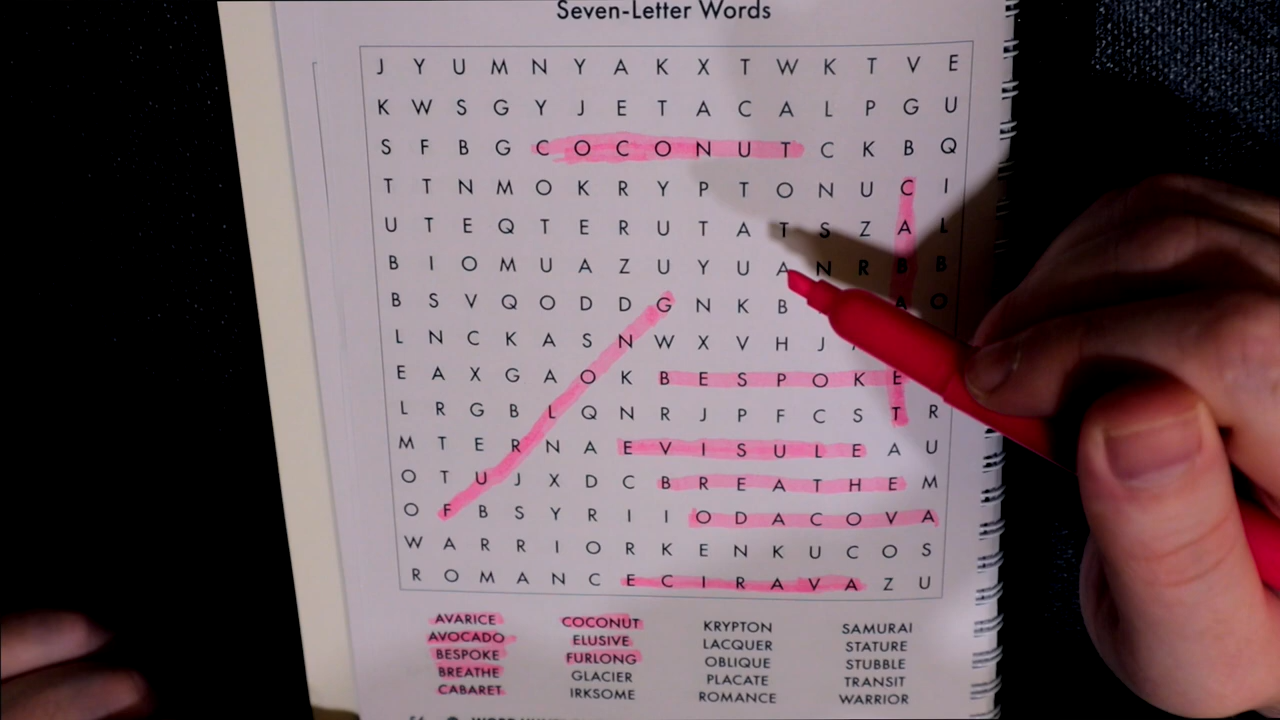 Seven-Letter Words
J Y U M N Y A K X T W K T V E
K W S G Y J E T A C A L P G U
S F B G C O C O N U T C K B Q
T T N M O K R Y P T O N U C I
U T E Q T E R U T A T S Z A L
B I O M U A Z U Y U A N R B B
B S V Q O D D G N K B A O
L N C K A S N W X V H J
E A X G A O K B E S P O K E
L R G B L Q N R J P F C S T R
M T E R N A E V I S U L E A U
O T U J X D C B R E A T H E M
O F B S Y R I I O D A C O V A
W A R R I O R K E N K U C O S
R O M A N C E C I R A V A Z U
AVARICE COCONUT KRYPTON SAMURAI
AVOCADO ELUSIVE LACQUER STATURE
BESPOKE FURLONG OBLIQUE STUBBLE
BREATHE GLACIER PLACATE TRANSIT
CABARET IRKSOME ROMANCE WARRIOR